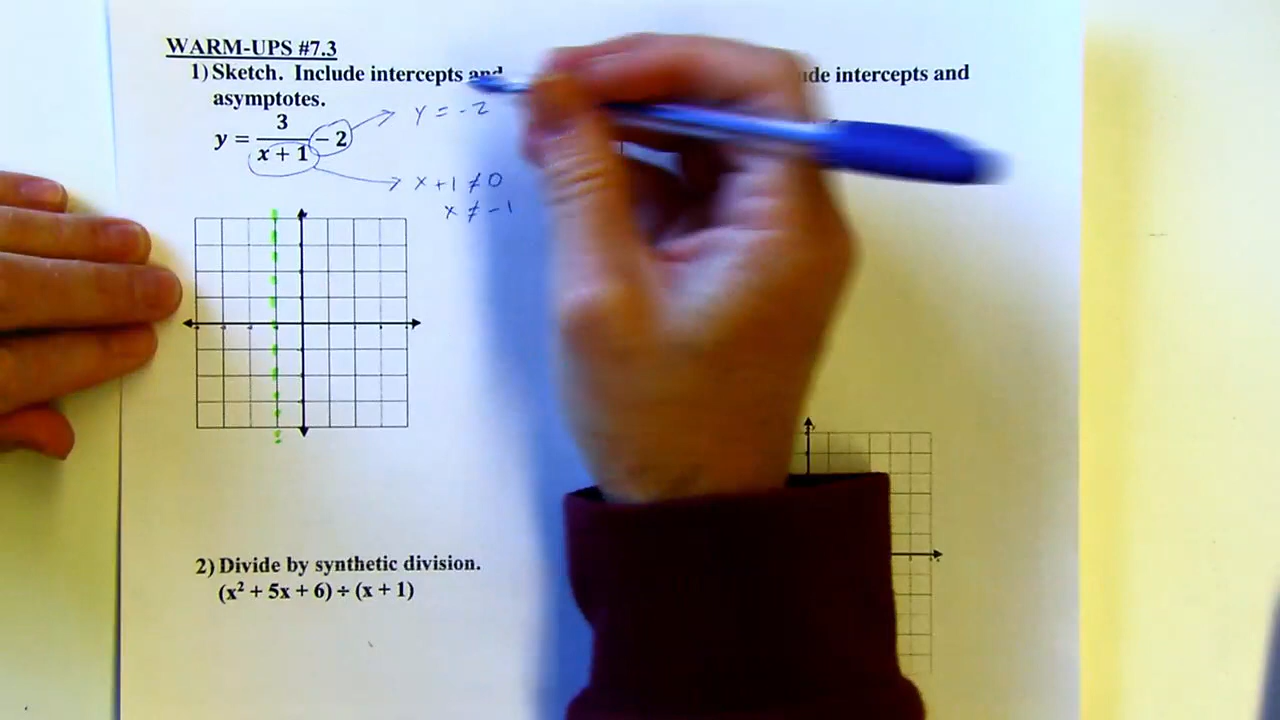 WARM-UPS #7.3
1) Sketch. Include intercepts and
asymptotes.
y = 3 / (x + 1) − 2
y = -2
x + 1 ≠ 0
x ≠ -1
intercepts and
2) Divide by synthetic division.
(x² + 5x + 6) ÷ (x + 1)